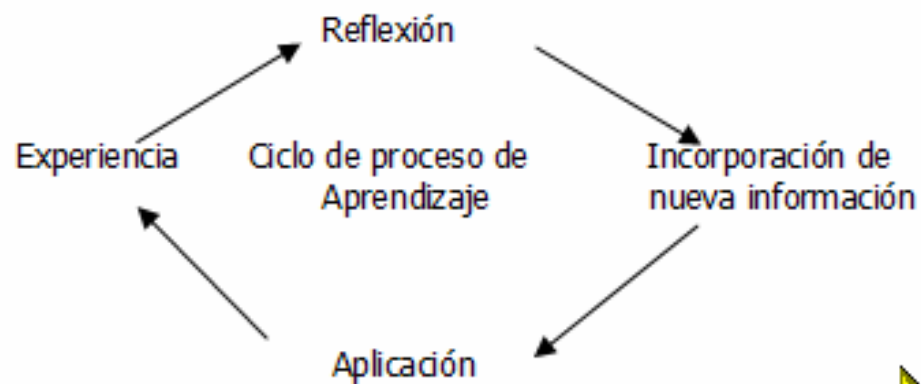 Reflexión
Experiencia
Ciclo de proceso de
Aprendizaje
Incorporación de
nueva información
Aplicación